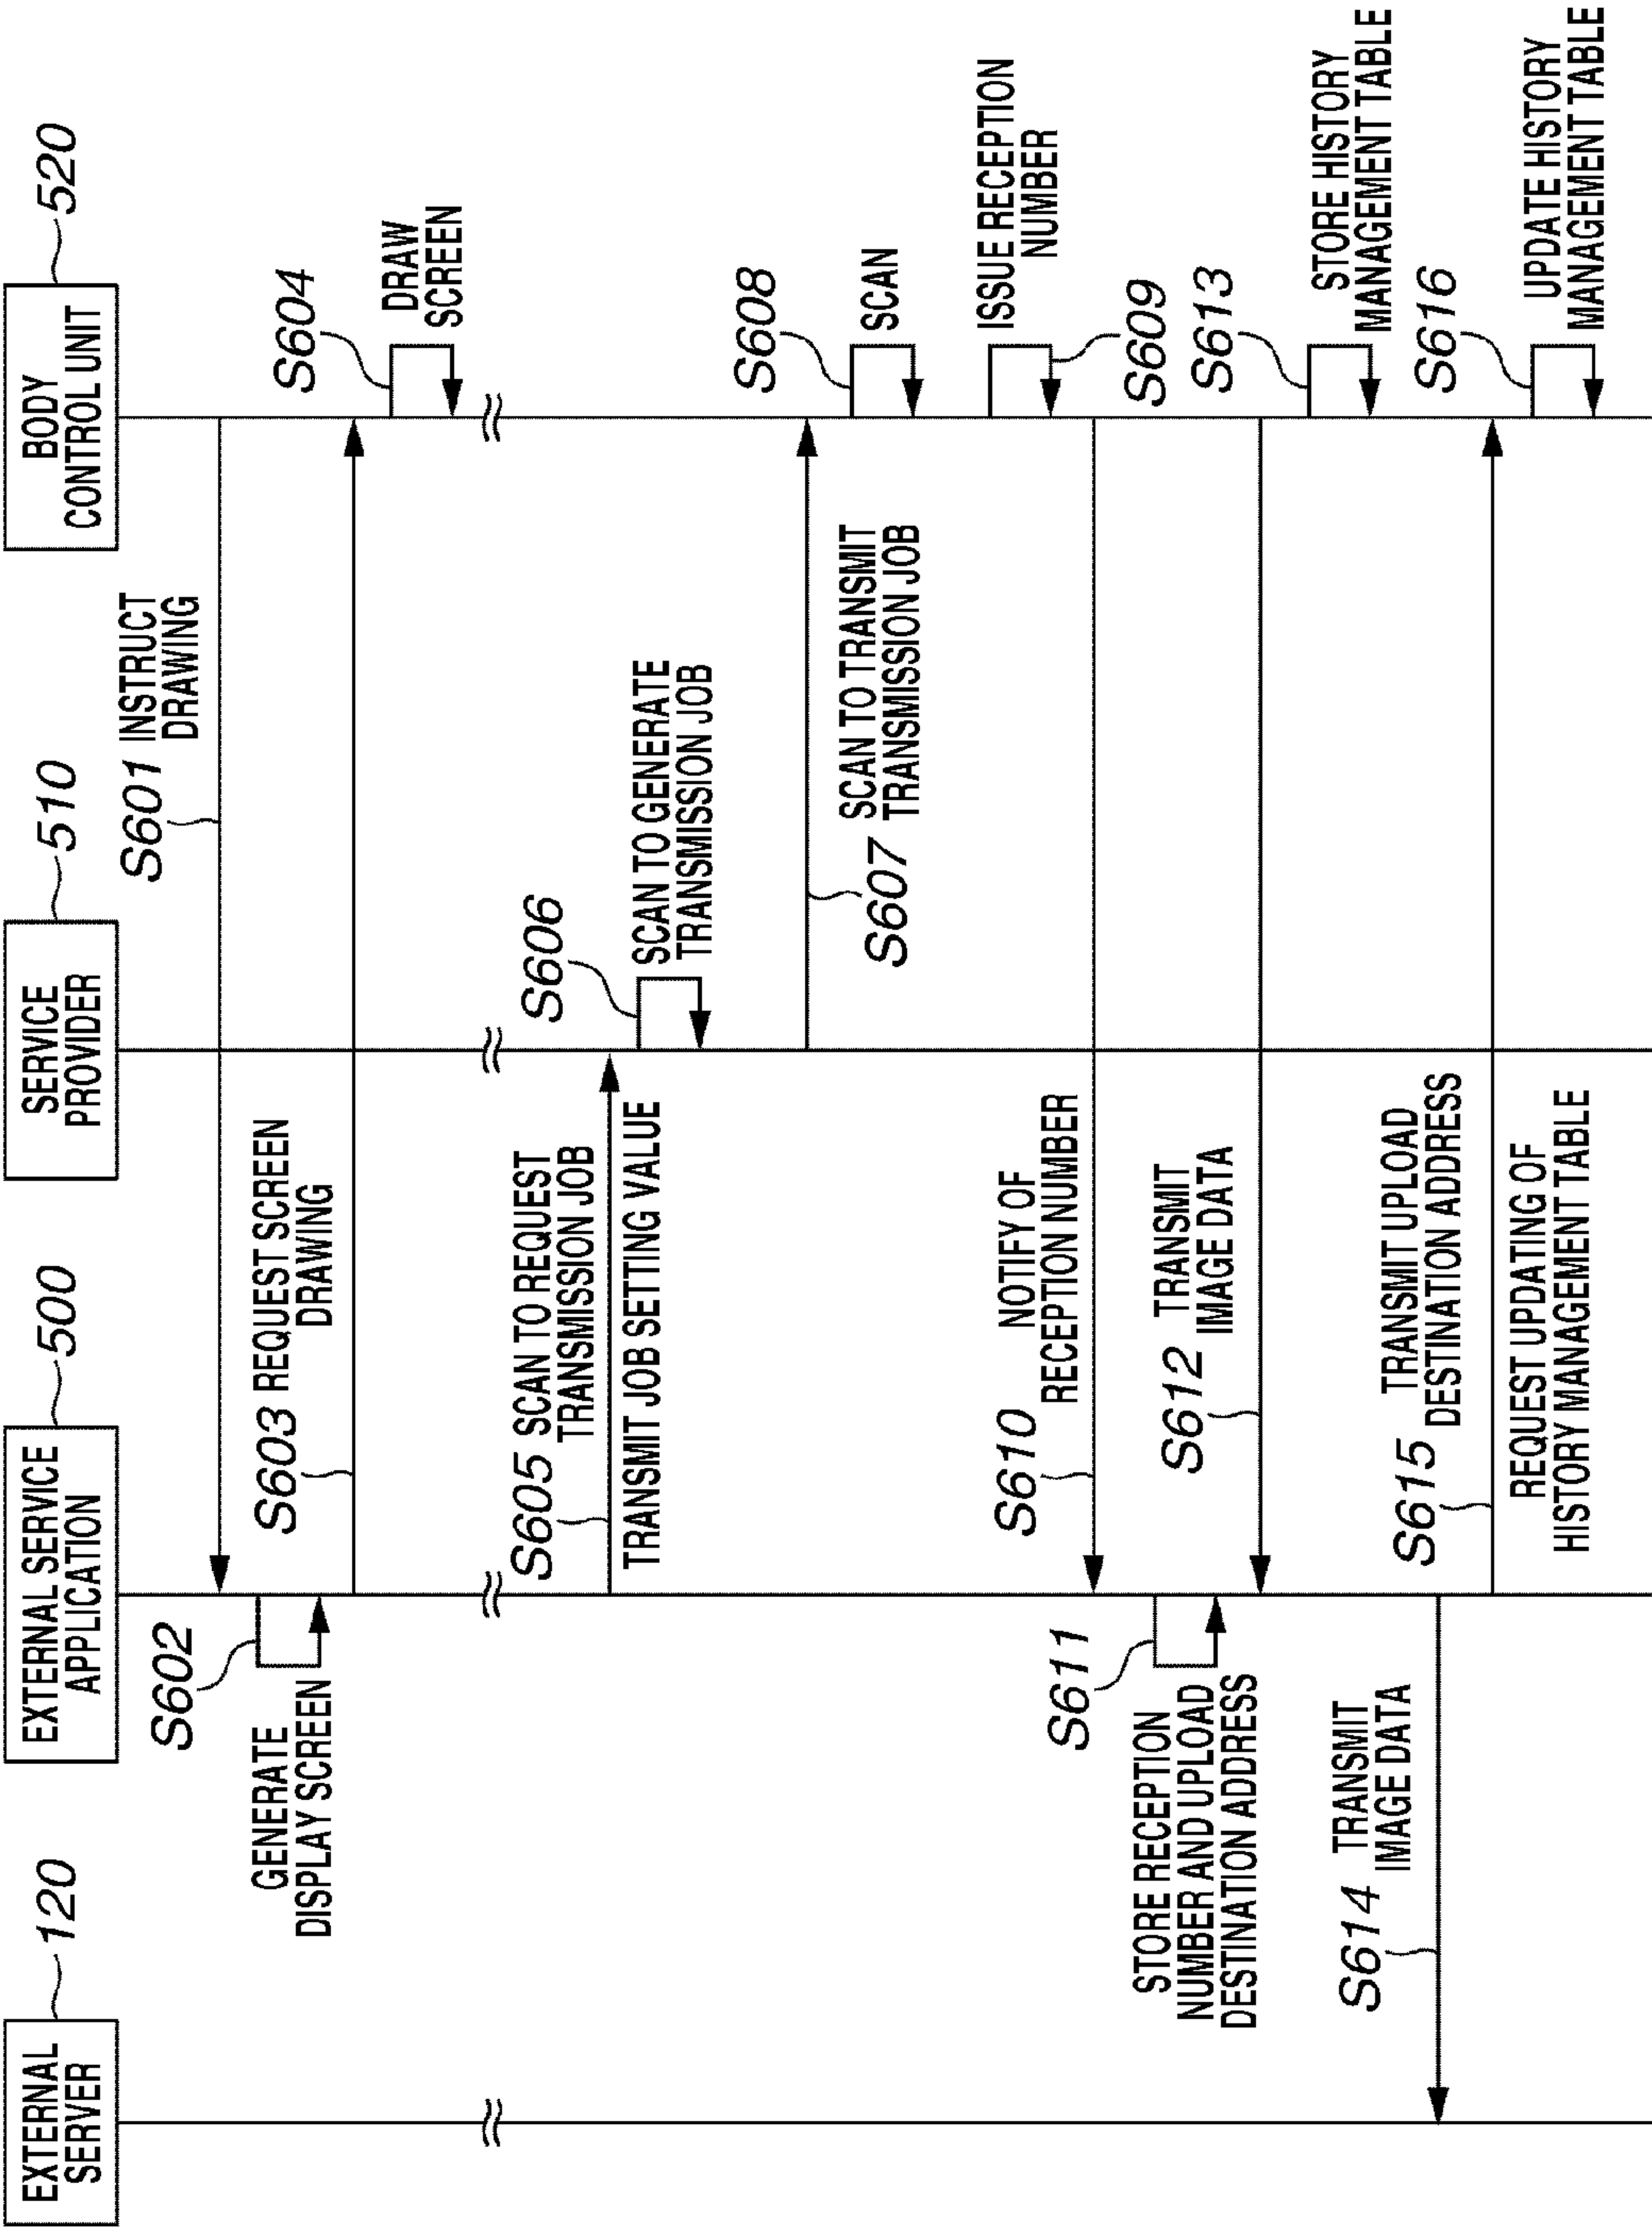 EXTERNAL
SERVER
120
EXTERNAL SERVICE
APPLICATION
500
SERVICE
PROVIDER
510
BODY
CONTROL UNIT
520
S601 INSTRUCT
DRAWING
S602
GENERATE
DISPLAY SCREEN
S603 REQUEST SCREEN
DRAWING
S604
DRAW
SCREEN
S605 SCAN TO REQUEST
TRANSMISSION JOB
TRANSMIT JOB SETTING VALUE
S606
SCAN TO GENERATE
TRANSMISSION JOB
S607 SCAN TO TRANSMIT
TRANSMISSION JOB
S608
SCAN
ISSUE RECEPTION
NUMBER
S609
S610 NOTIFY OF
RECEPTION NUMBER
S611
STORE RECEPTION
NUMBER AND UPLOAD
DESTINATION ADDRESS
S612 TRANSMIT
IMAGE DATA
S613
STORE HISTORY
MANAGEMENT TABLE
S614 TRANSMIT
IMAGE DATA
S615 TRANSMIT UPLOAD
DESTINATION ADDRESS
REQUEST UPDATING OF
HISTORY MANAGEMENT TABLE
S616
UPDATE HISTORY
MANAGEMENT TABLE